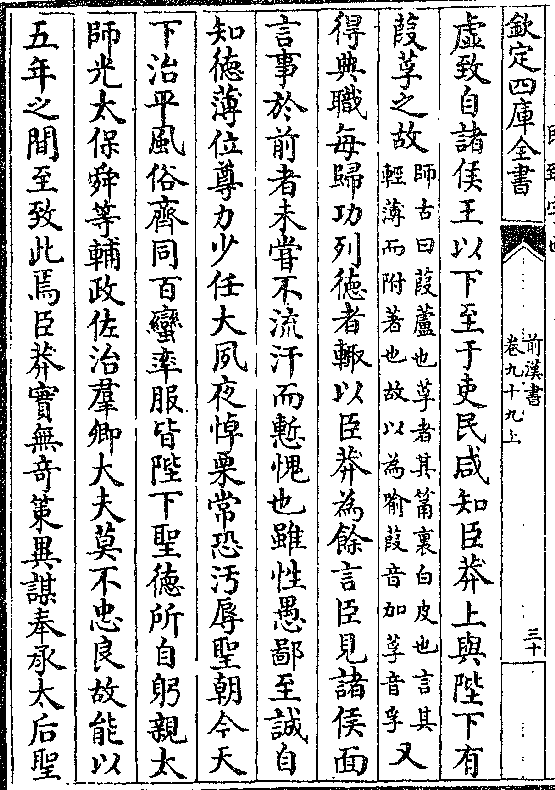 欽定四庫全書
前漢書
卷九十九上
三十
虛致自諸侯王以下至于吏民咸知臣莽上與陛下有
葭莩之故師古曰葭蘆也莩者其筩裏白皮也言其
輕薄而附著也故以為喻葭音加莩音孚又
得典職每歸功列徳者輙以臣莽為餘言臣見諸侯面
言事於前者未嘗不流汗而慙愧也雖性愚鄙至誠自
知徳薄位尊力少任大夙夜悼栗常恐汚辱聖朝今天
下治平風俗齊同百蠻率服皆陛下聖徳所自躬親太
師光太保舜等輔政佐治羣卿大夫莫不忠良故能以
五年之間至致此焉臣莽實無奇策異謀奉承太后聖